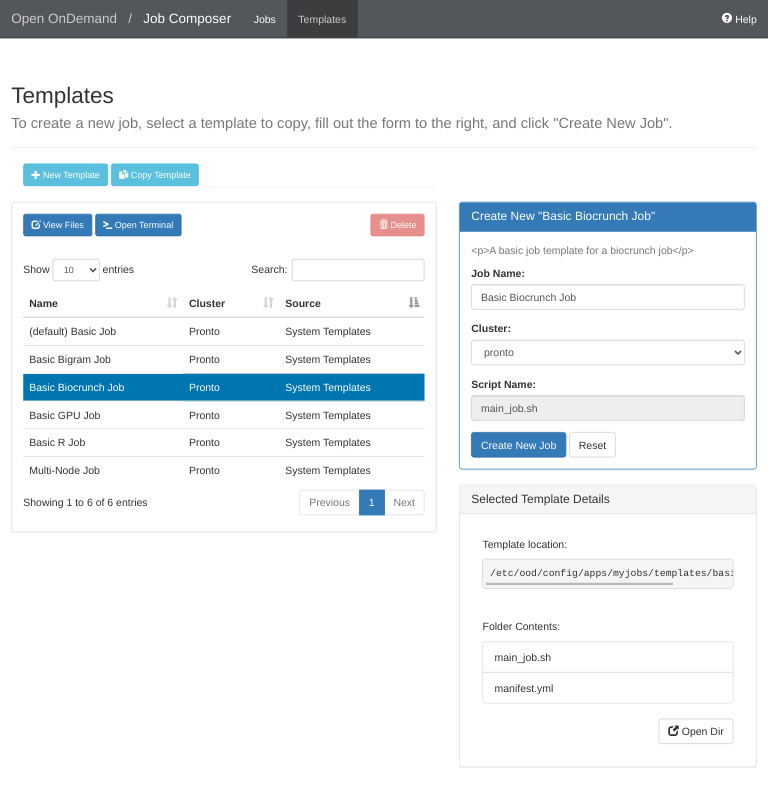 Open OnDemand / Job Composer Jobs Templates Help
Templates
To create a new job, select a template to copy, fill out the form to the right, and click "Create New Job".
New Template Copy Template
View Files Open Terminal Delete
Show 10 entries Search:
Name Cluster Source
(default) Basic Job Pronto System Templates
Basic Bigram Job Pronto System Templates
Basic Biocrunch Job Pronto System Templates
Basic GPU Job Pronto System Templates
Basic R Job Pronto System Templates
Multi-Node Job Pronto System Templates
Showing 1 to 6 of 6 entries Previous 1 Next
Create New "Basic Biocrunch Job"
<p>A basic job template for a biocrunch job</p>
Job Name:
Basic Biocrunch Job
Cluster:
pronto
Script Name:
main_job.sh
Create New Job Reset
Selected Template Details
Template location:
/etc/ood/config/apps/myjobs/templates/basi
Folder Contents:
main_job.sh
manifest.yml
Open Dir